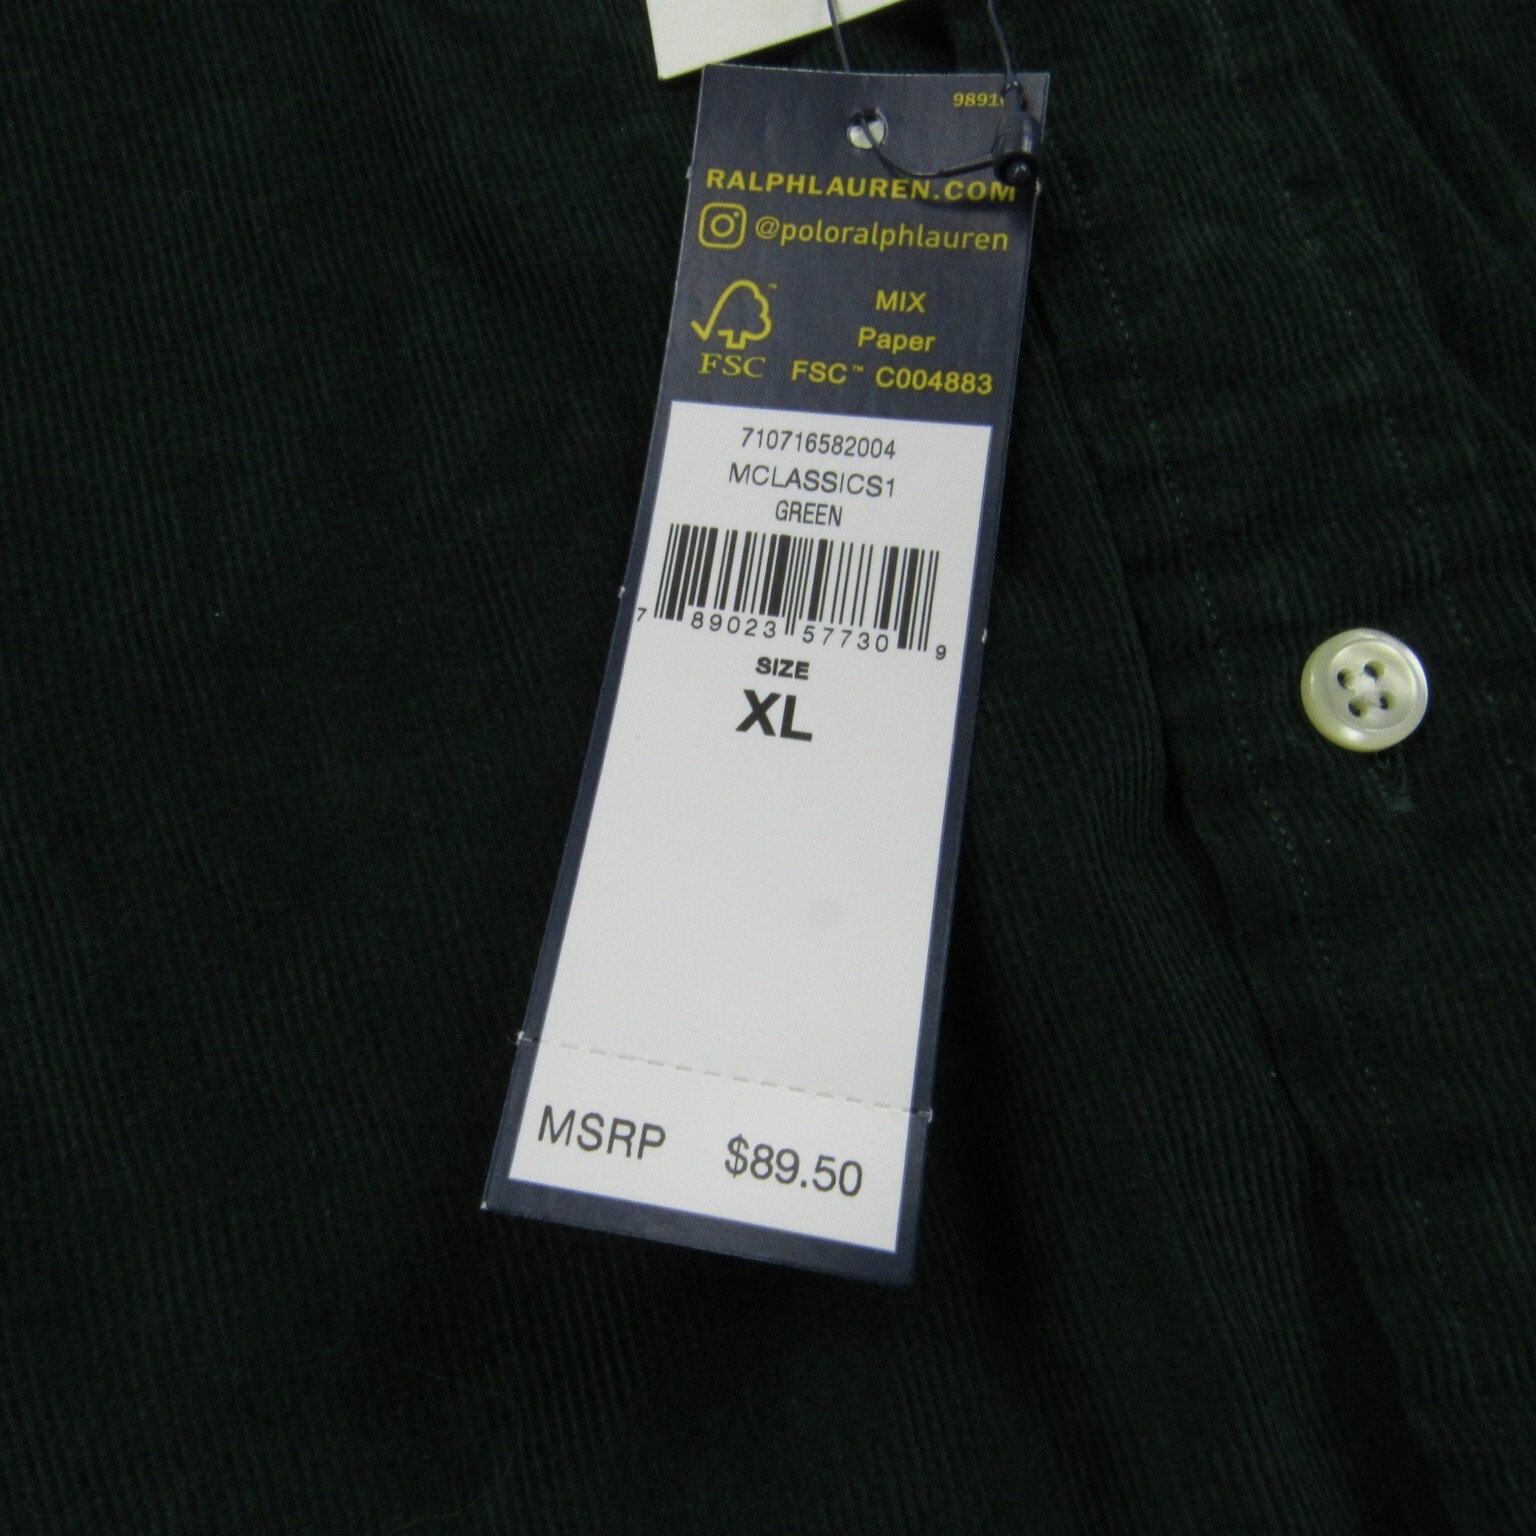 RALPHLAUREN.COM
@poloralphlauren
MIX
Paper
FSC FSC™ C004883
710716582004
MCLASSICS1
GREEN
7 89023 57730 9
SIZE
XL
MSRP $89.50